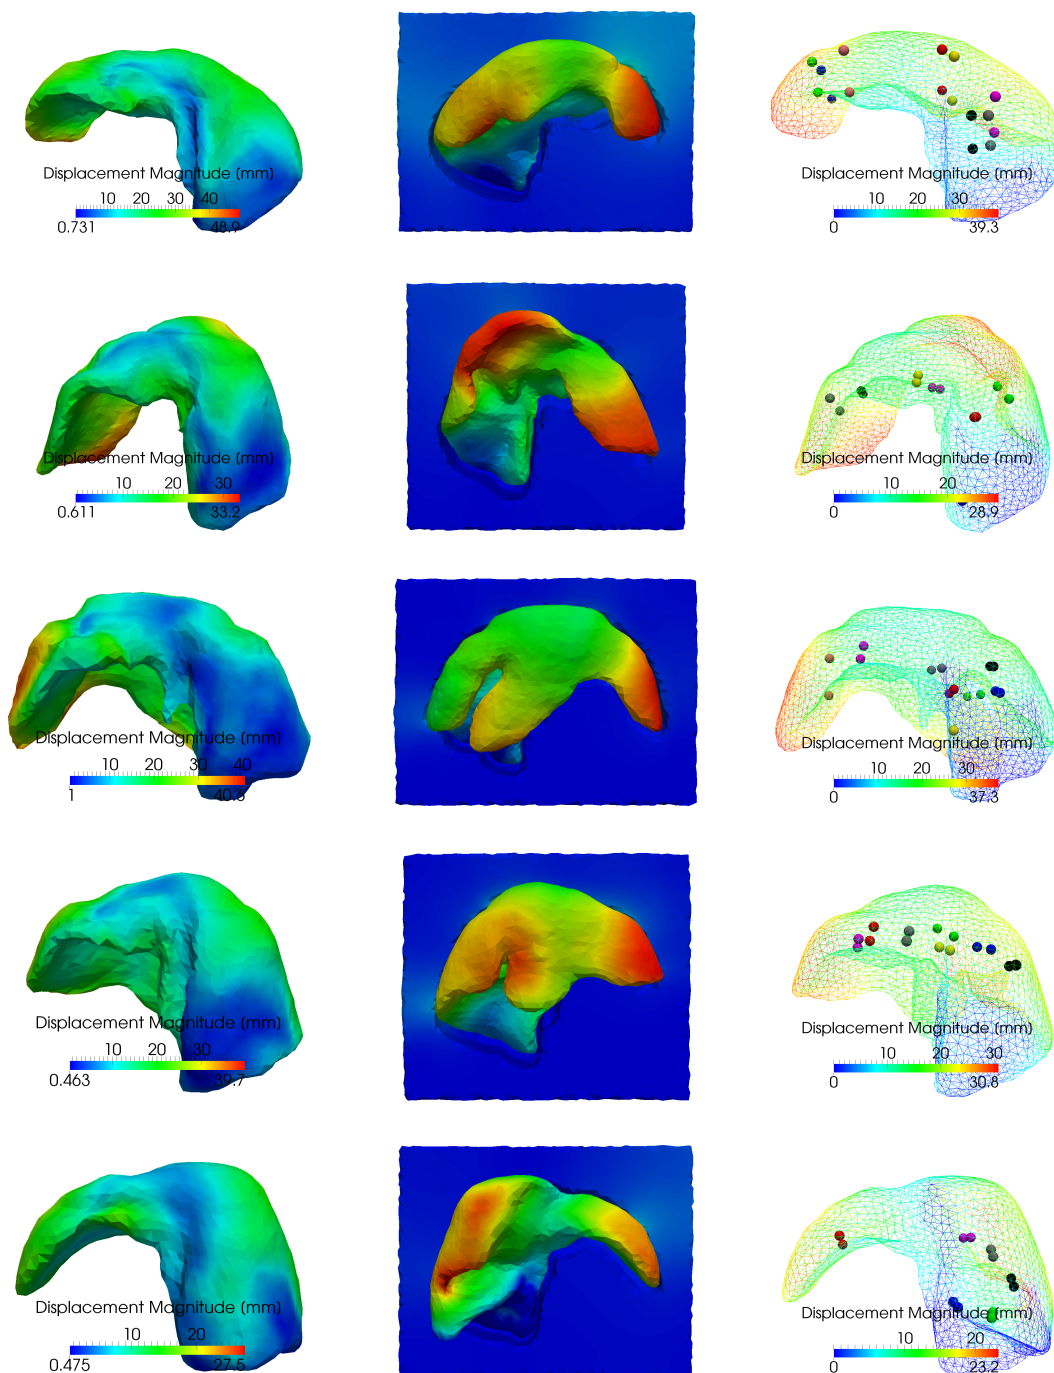 Displacement Magnitude (mm)
10 20 30 40
0.731 48.9
Displacement Magnitude (mm)
10 20 30
0 39.3
Displacement Magnitude (mm)
10 20 30
0.611 33.2
Displacement Magnitude (mm)
10 20
0 28.9
Displacement Magnitude (mm)
10 20 30 40
1 40.6
Displacement Magnitude (mm)
10 20 30
0 37.3
Displacement Magnitude (mm)
10 20 30
0.463 39.7
Displacement Magnitude (mm)
10 20 30
0 30.8
Displacement Magnitude (mm)
10 20
0.475 27.5
Displacement Magnitude (mm)
10 20
0 23.2